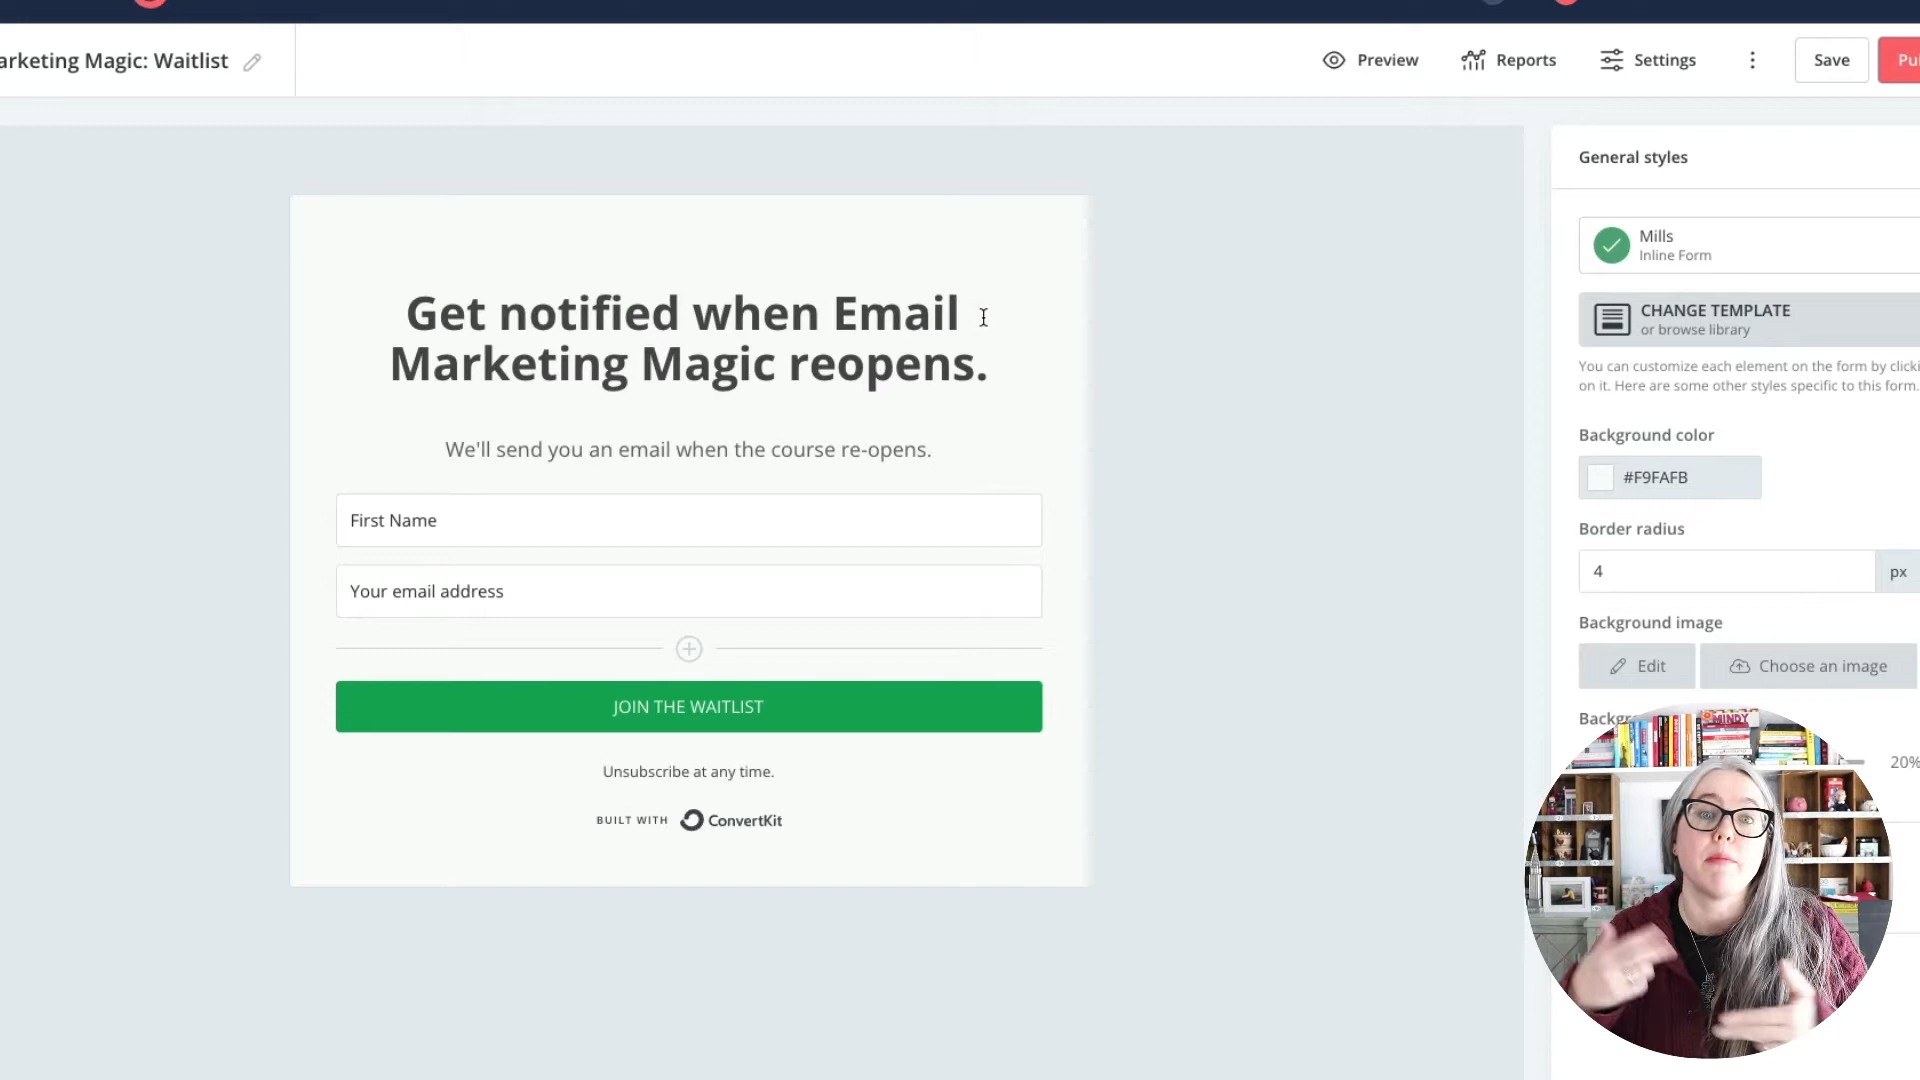 arketing Magic: Waitlist
Preview
Reports
Settings
Save
Pu
General styles
Mills
Inline Form
CHANGE TEMPLATE
or browse library
You can customize each element on the form by clicki
on it. Here are some other styles specific to this form.
Background color
#F9FAFB
Border radius
4
px
Background image
Edit
Choose an image
Backgr
20%
Get notified when Email
Marketing Magic reopens.
We'll send you an email when the course re-opens.
First Name
Your email address
JOIN THE WAITLIST
Unsubscribe at any time.
BUILT WITH ConvertKit
MINDY